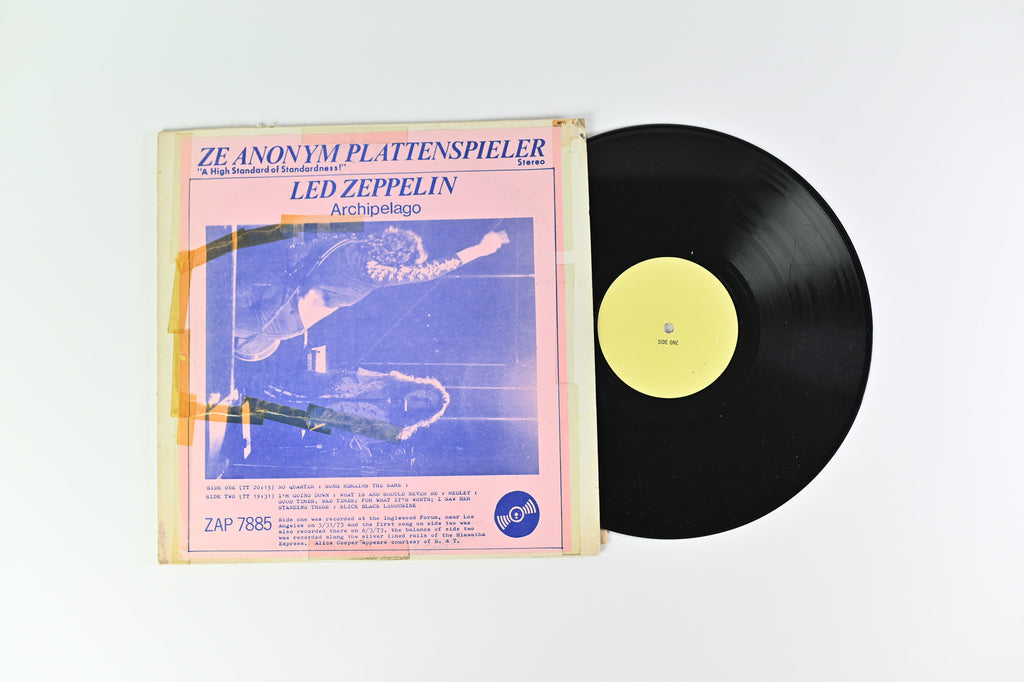 ZE ANONYM PLATTENSPIELER
"A High Standard of Standardness!" Stereo
LED ZEPPELIN
Archipelago
SIDE ONE (TT 20:15) NO QUARTER : SONG REMAINS THE SAME :
SIDE TWO (TT 19:31) I'M GOING DOWN : WHAT IS AND SHOULD NEVER BE : MEDLEY :
GOOD TIMES, BAD TIMES; FOR WHAT IT'S WORTH; I SAW HER
STANDING THERE : SLICK BLACK LIMOUSINE
ZAP 7885
Side one was recorded at the Inglewood Forum, near Los
Angeles on 5/31/73 and the first song on side two was
also recorded there on 6/3/73, the balance of side two
was recorded along the silver lined rails of the Hiawatha
Express. Alice Cooper appears courtesy of S. & T.
SIDE ONE